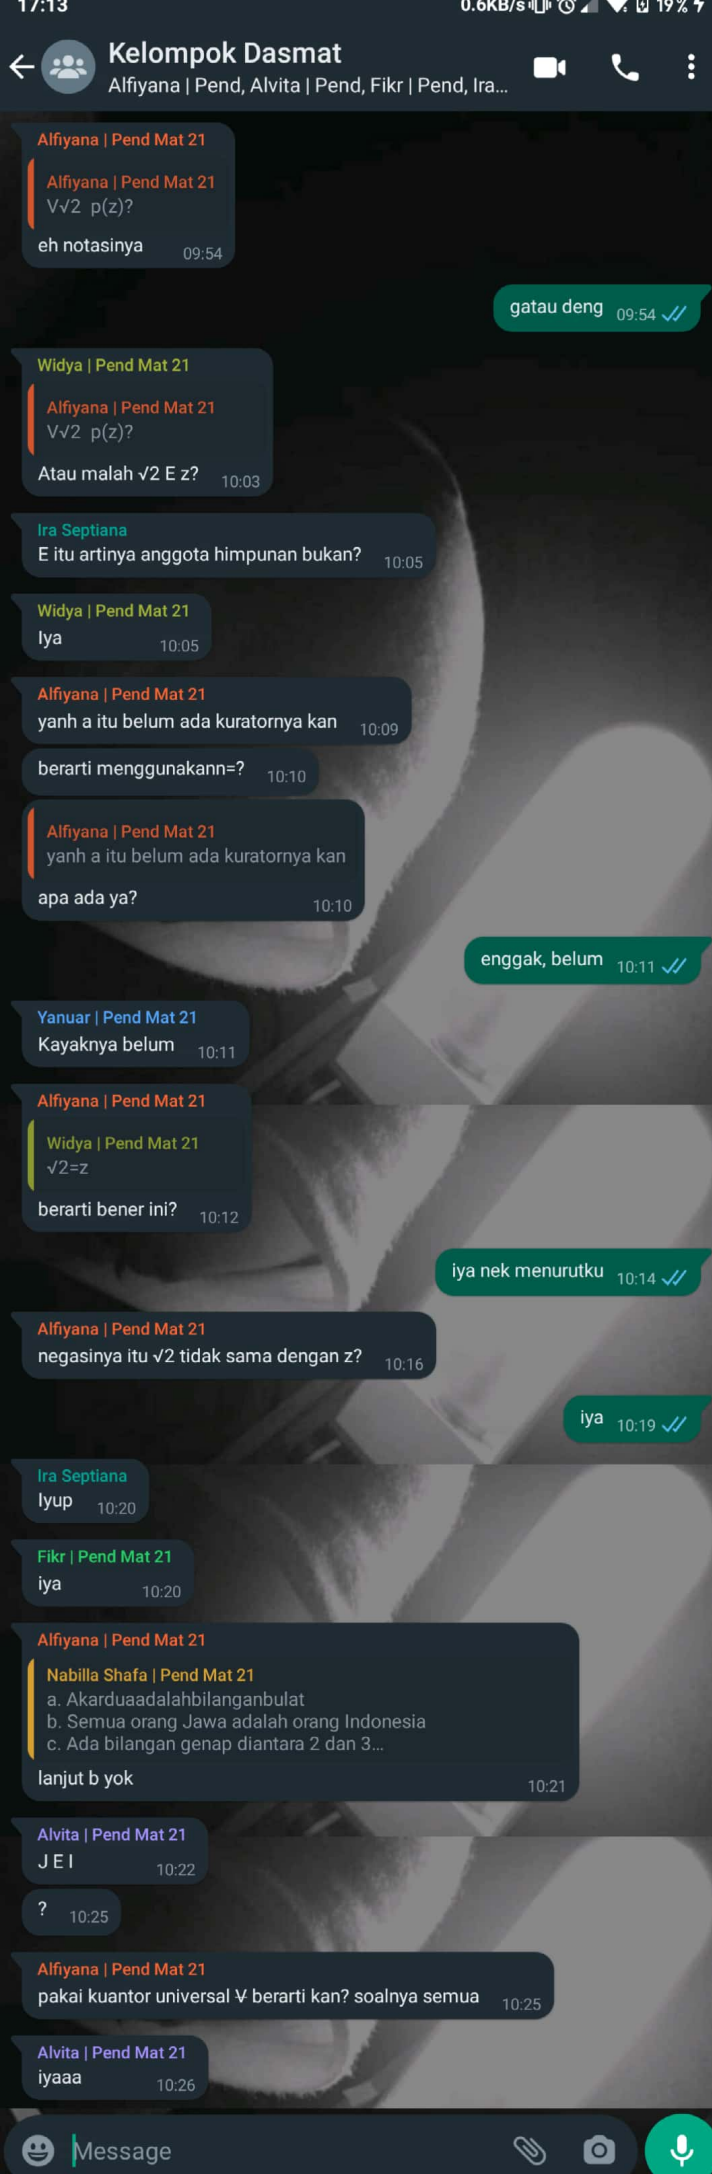 17:13
0.6KB/s
19%
Kelompok Dasmat
Alfiyana | Pend, Alvita | Pend, Fikr | Pend, Ira...
Alfiyana | Pend Mat 21
Alfiyana | Pend Mat 21
V√2 p(z)?
eh notasinya 09:54
gatau deng 09:54
Widya | Pend Mat 21
Alfiyana | Pend Mat 21
V√2 p(z)?
Atau malah √2 E z? 10:03
Ira Septiana
E itu artinya anggota himpunan bukan? 10:05
Widya | Pend Mat 21
Iya 10:05
Alfiyana | Pend Mat 21
yanh a itu belum ada kuratornya kan 10:09
berarti menggunakann=? 10:10
Alfiyana | Pend Mat 21
yanh a itu belum ada kuratornya kan
apa ada ya? 10:10
enggak, belum 10:11
Yanuar | Pend Mat 21
Kayaknya belum 10:11
Alfiyana | Pend Mat 21
Widya | Pend Mat 21
√2=z
berarti bener ini? 10:12
iya nek menurutku 10:14
Alfiyana | Pend Mat 21
negasinya itu √2 tidak sama dengan z? 10:16
iya 10:19
Ira Septiana
Iyup 10:20
Fikr | Pend Mat 21
iya 10:20
Alfiyana | Pend Mat 21
Nabilla Shafa | Pend Mat 21
a. Akarduaadalahbilanganbulat
b. Semua orang Jawa adalah orang Indonesia
c. Ada bilangan genap diantara 2 dan 3...
lanjut b yok 10:21
Alvita | Pend Mat 21
J E I 10:22
? 10:25
Alfiyana | Pend Mat 21
pakai kuantor universal ∀ berarti kan? soalnya semua 10:25
Alvita | Pend Mat 21
iyaaa 10:26
Message